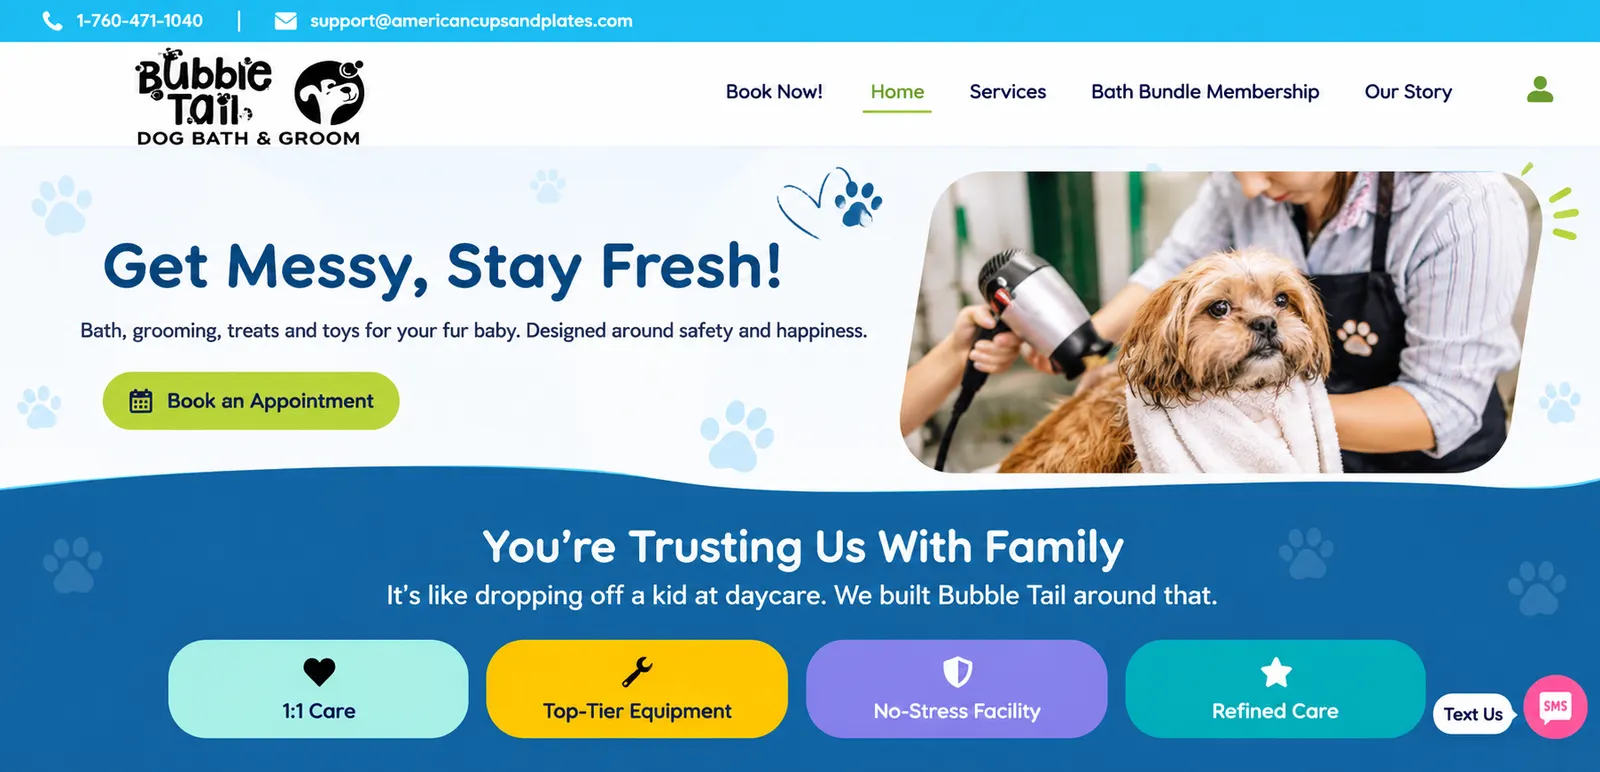 1-760-471-1040 | support@americancupsandplates.com
Bubble
Tail
DOG BATH & GROOM
Book Now! Home Services Bath Bundle Membership Our Story
Get Messy, Stay Fresh!
Bath, grooming, treats and toys for your fur baby. Designed around safety and happiness.
Book an Appointment
You’re Trusting Us With Family
It’s like dropping off a kid at daycare. We built Bubble Tail around that.
1:1 Care
Top-Tier Equipment
No-Stress Facility
Refined Care
Text Us
SMS